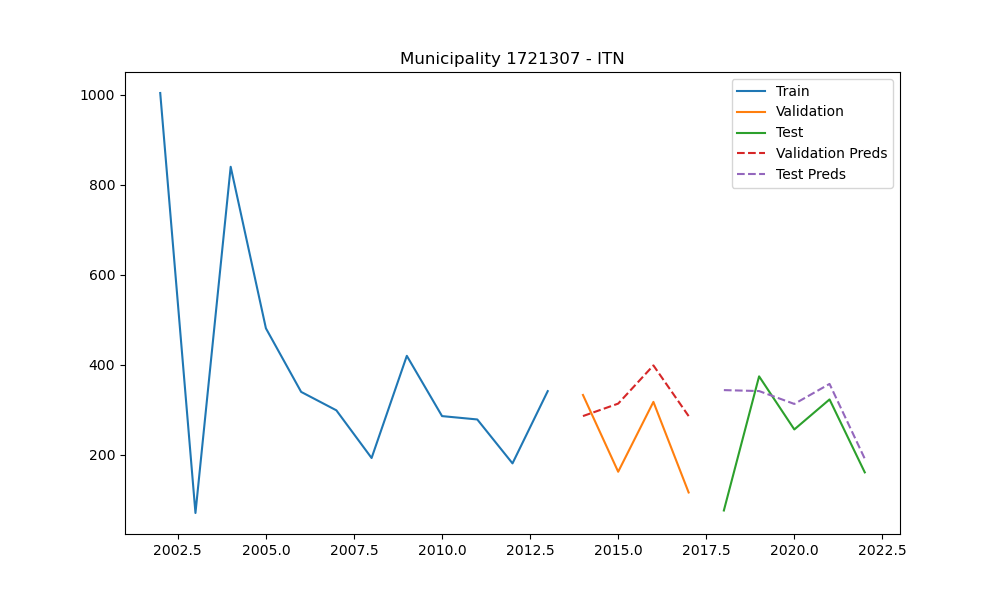 Municipality 1721307 - ITN
1000
800
600
400
200
2002.5 2005.0 2007.5 2010.0 2012.5 2015.0 2017.5 2020.0 2022.5
Train
Validation
Test
Validation Preds
Test Preds